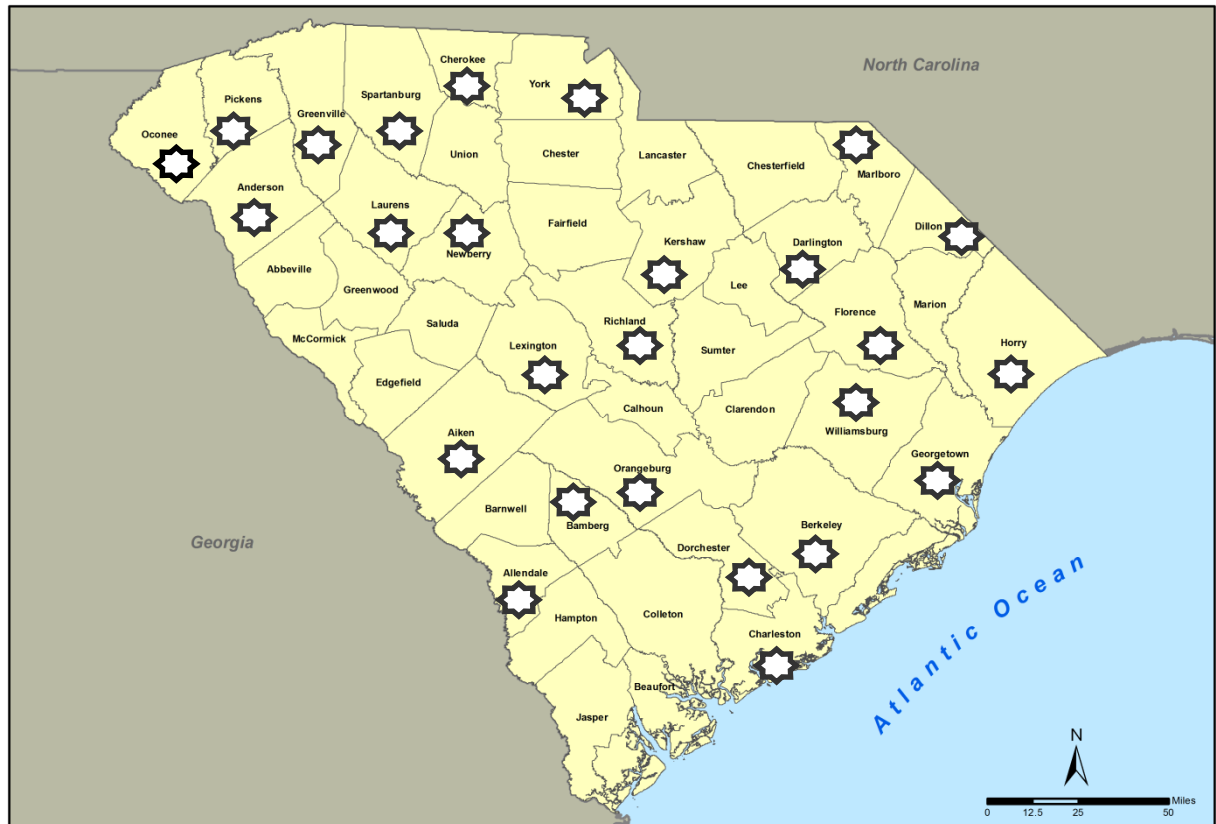 North Carolina
Cherokee
York
Pickens
Spartanburg
Greenville
Oconee
Union
Chester
Lancaster
Chesterfield
Marlboro
Anderson
Laurens
Fairfield
Dillon
Kershaw
Darlington
Newberry
Abbeville
Greenwood
Lee
Marion
Saluda
Richland
Florence
McCormick
Lexington
Sumter
Horry
Edgefield
Calhoun
Clarendon
Aiken
Williamsburg
Georgetown
Orangeburg
Barnwell
Bamberg
Berkeley
Georgia
Dorchester
Allendale
Hampton
Colleton
Charleston
Atlantic Ocean
Beaufort
Jasper
N
Miles
0 12.5 25 50